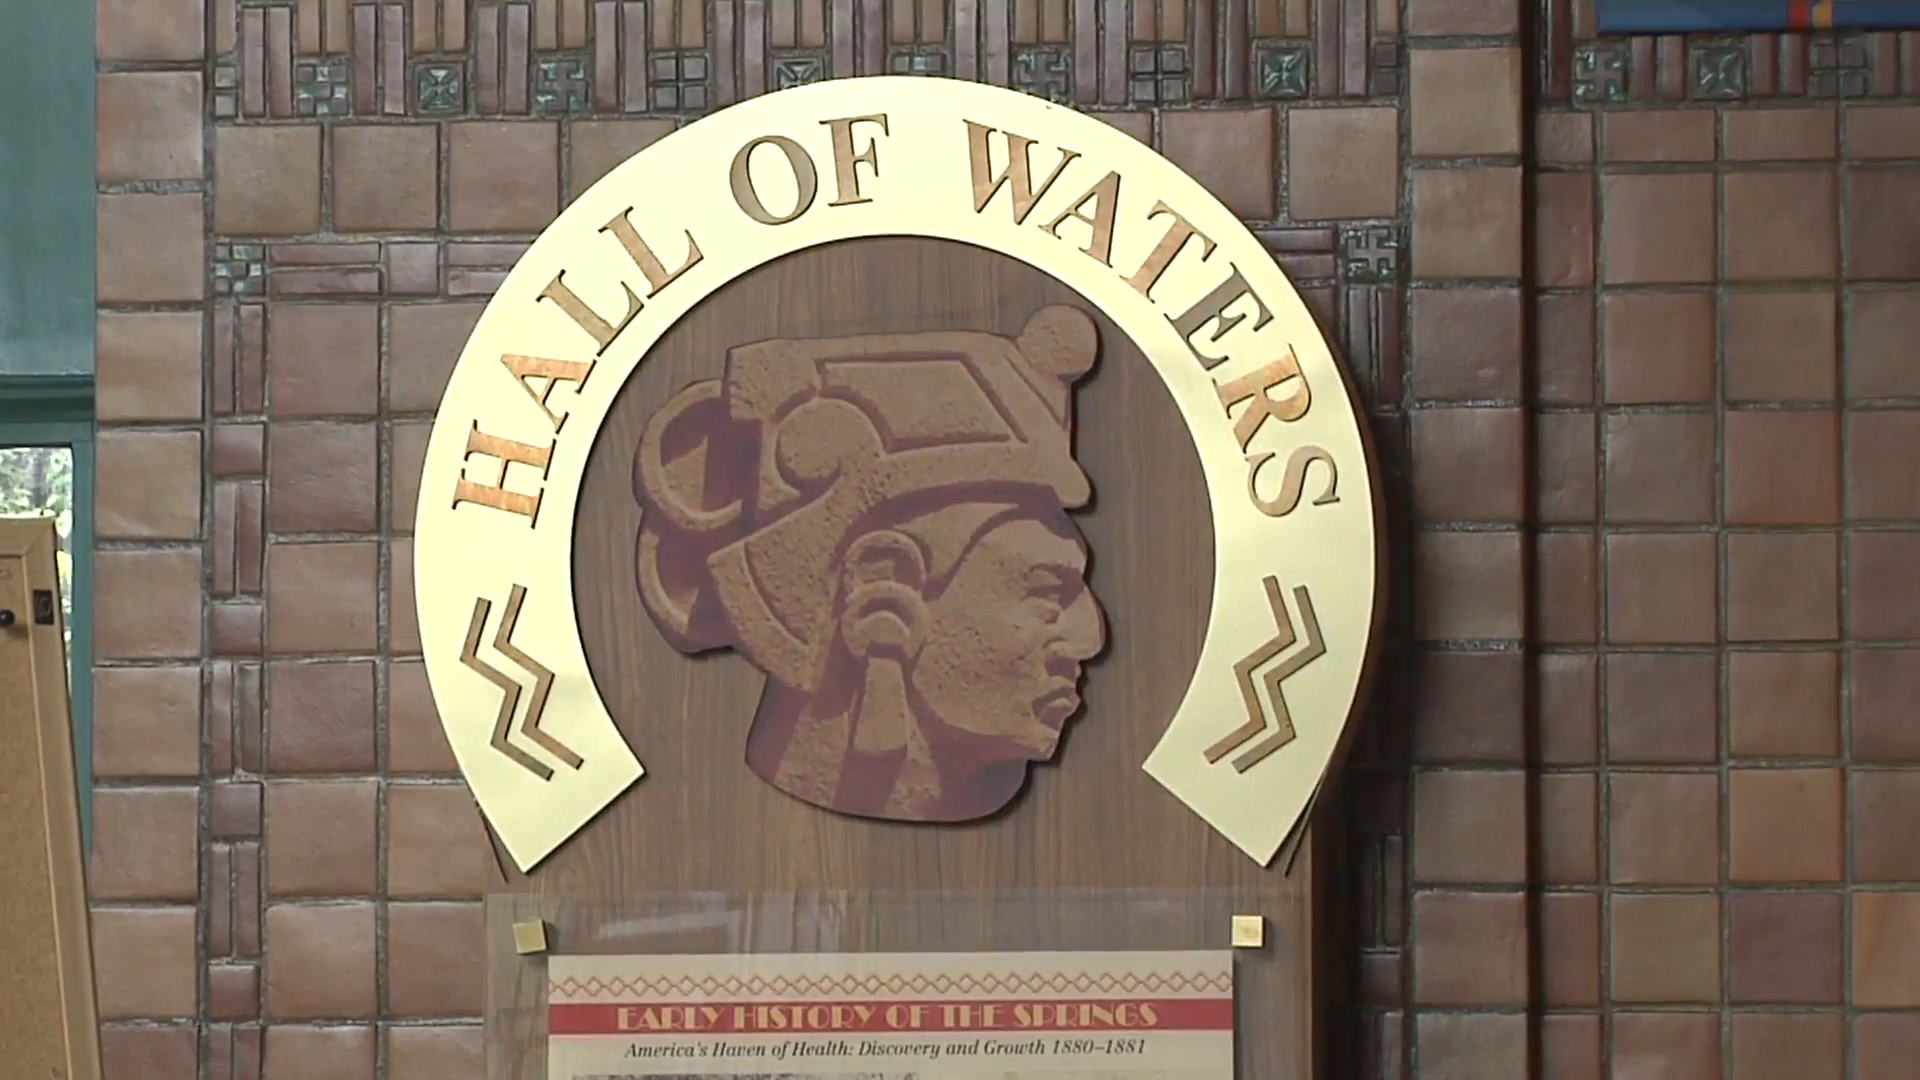 HALL OF WATERS
EARLY HISTORY OF THE SPRINGS
America's Haven of Health: Discovery and Growth 1880–1881